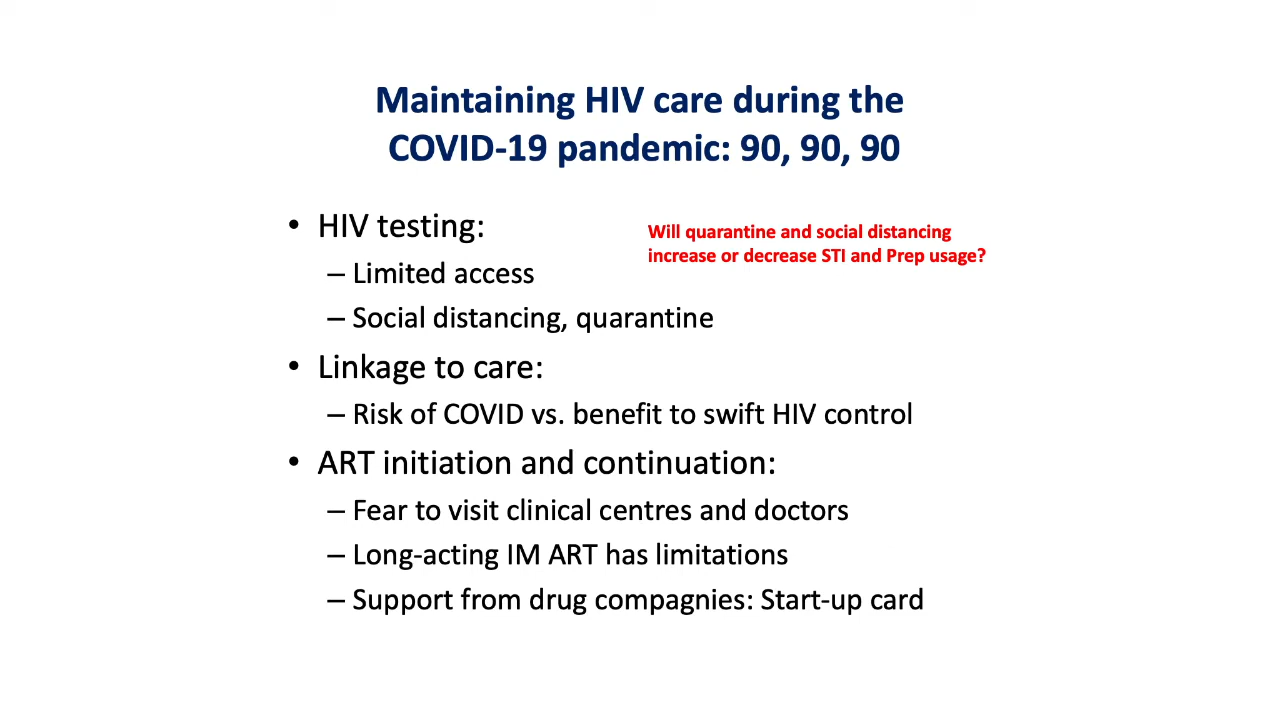 Maintaining HIV care during the
COVID-19 pandemic: 90, 90, 90
• HIV testing:
Will quarantine and social distancing
increase or decrease STI and Prep usage?
– Limited access
– Social distancing, quarantine
• Linkage to care:
– Risk of COVID vs. benefit to swift HIV control
• ART initiation and continuation:
– Fear to visit clinical centres and doctors
– Long-acting IM ART has limitations
– Support from drug compagnies: Start-up card